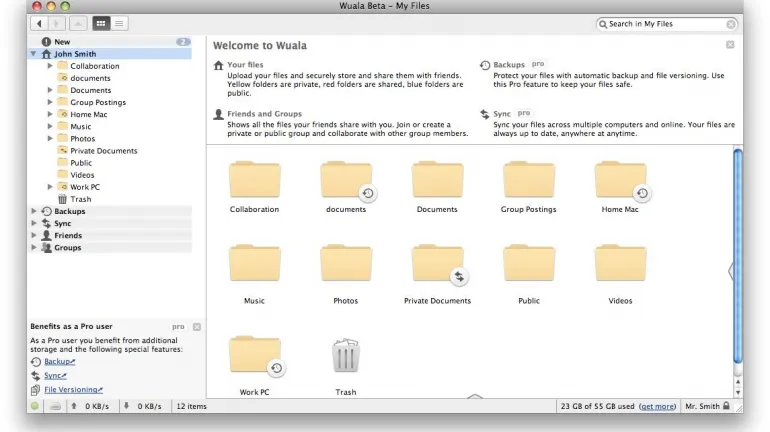 Wuala Beta – My Files
Search in My Files
New
2
John Smith
Collaboration
documents
Documents
Group Postings
Home Mac
Music
Photos
Private Documents
Public
Videos
Work PC
Trash
Backups
Sync
Friends
Groups
Benefits as a Pro user
pro
As a Pro user you benefit from additional
storage and the following special features:
Backup
Sync
File Versioning
Welcome to Wuala
Your files
Upload your files and securely store and share them with friends.
Yellow folders are private, red folders are shared, blue folders are
public.
Backups pro
Protect your files with automatic backup and file versioning. Use
this Pro feature to keep your files safe.
Friends and Groups
Shows all the files your friends share with you. Join or create a
private or public group and collaborate with other group members.
Sync pro
Sync your files across multiple computers and online. Your files are
always up to date, anywhere at anytime.
Collaboration
documents
Documents
Group Postings
Home Mac
Music
Photos
Private Documents
Public
Videos
Work PC
Trash
0 KB/s
0 KB/s
12 items
23 GB of 55 GB used (get more)
Mr. Smith